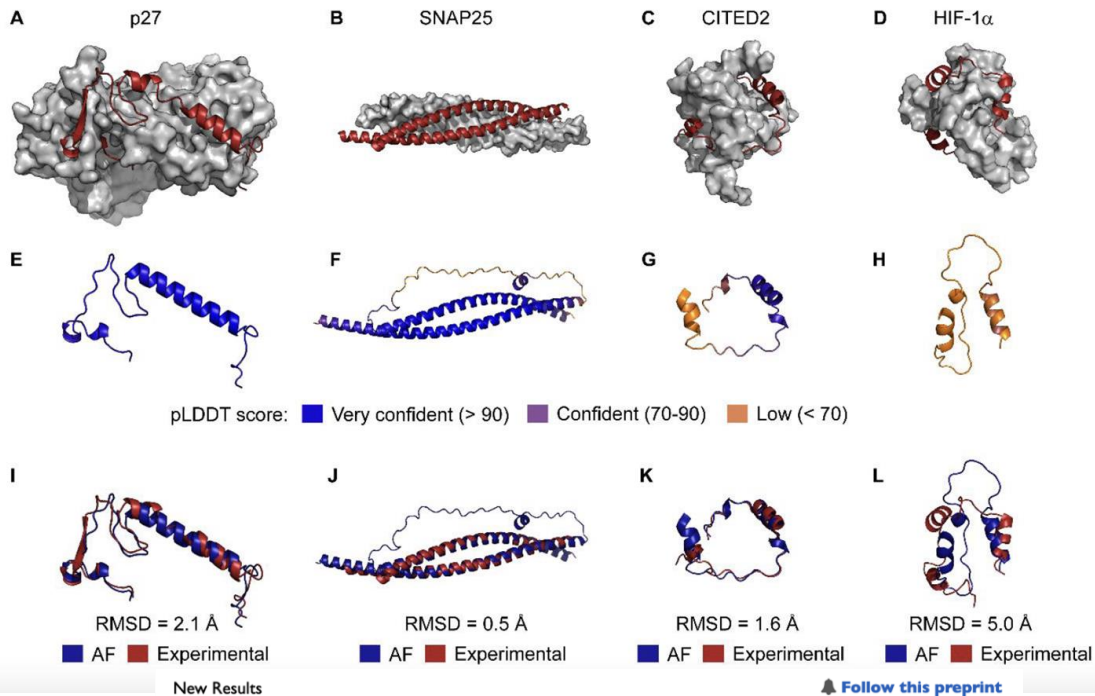 A p27 B SNAP25 C CITED2 D HIF-1α
E F G H
pLDDT score: Very confident (> 90) Confident (70-90) Low (< 70)
I J K L
RMSD = 2.1 Å RMSD = 0.5 Å RMSD = 1.6 Å RMSD = 5.0 Å
AF Experimental AF Experimental AF Experimental AF Experimental
New Results Follow this preprint